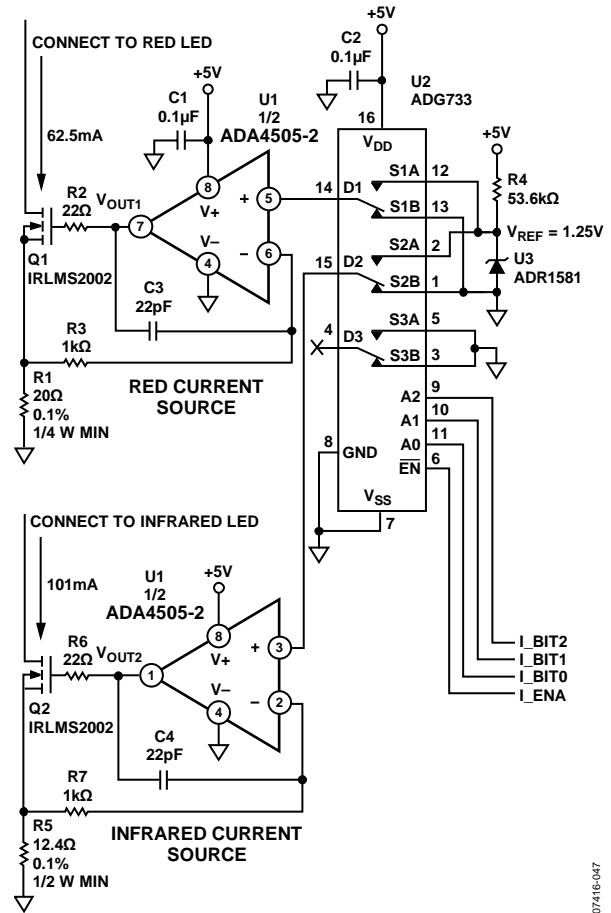 CONNECT TO RED LED
62.5mA
+5V
C1
0.1µF
U1
1/2
ADA4505-2
R2
22Ω
VOUT1
7
8
V+
V–
4
+
5
–
6
Q1
IRLMS2002
C3
22pF
R3
1kΩ
R1
20Ω
0.1%
1/4 W MIN
RED CURRENT
SOURCE
C2
0.1µF
+5V
U2
ADG733
16
VDD
14
D1
S1A
12
S1B
13
15
D2
S2A
2
S2B
1
4
D3
S3A
5
S3B
3
A2
9
A1
10
A0
11
EN
6
8
GND
VSS
7
+5V
R4
53.6kΩ
VREF = 1.25V
U3
ADR1581
I_BIT2
I_BIT1
I_BIT0
I_ENA
CONNECT TO INFRARED LED
101mA
U1
1/2
ADA4505-2
+5V
R6
22Ω
VOUT2
1
8
V+
V–
4
+
3
–
2
Q2
IRLMS2002
C4
22pF
R7
1kΩ
R5
12.4Ω
0.1%
1/2 W MIN
INFRARED CURRENT
SOURCE
07416-047